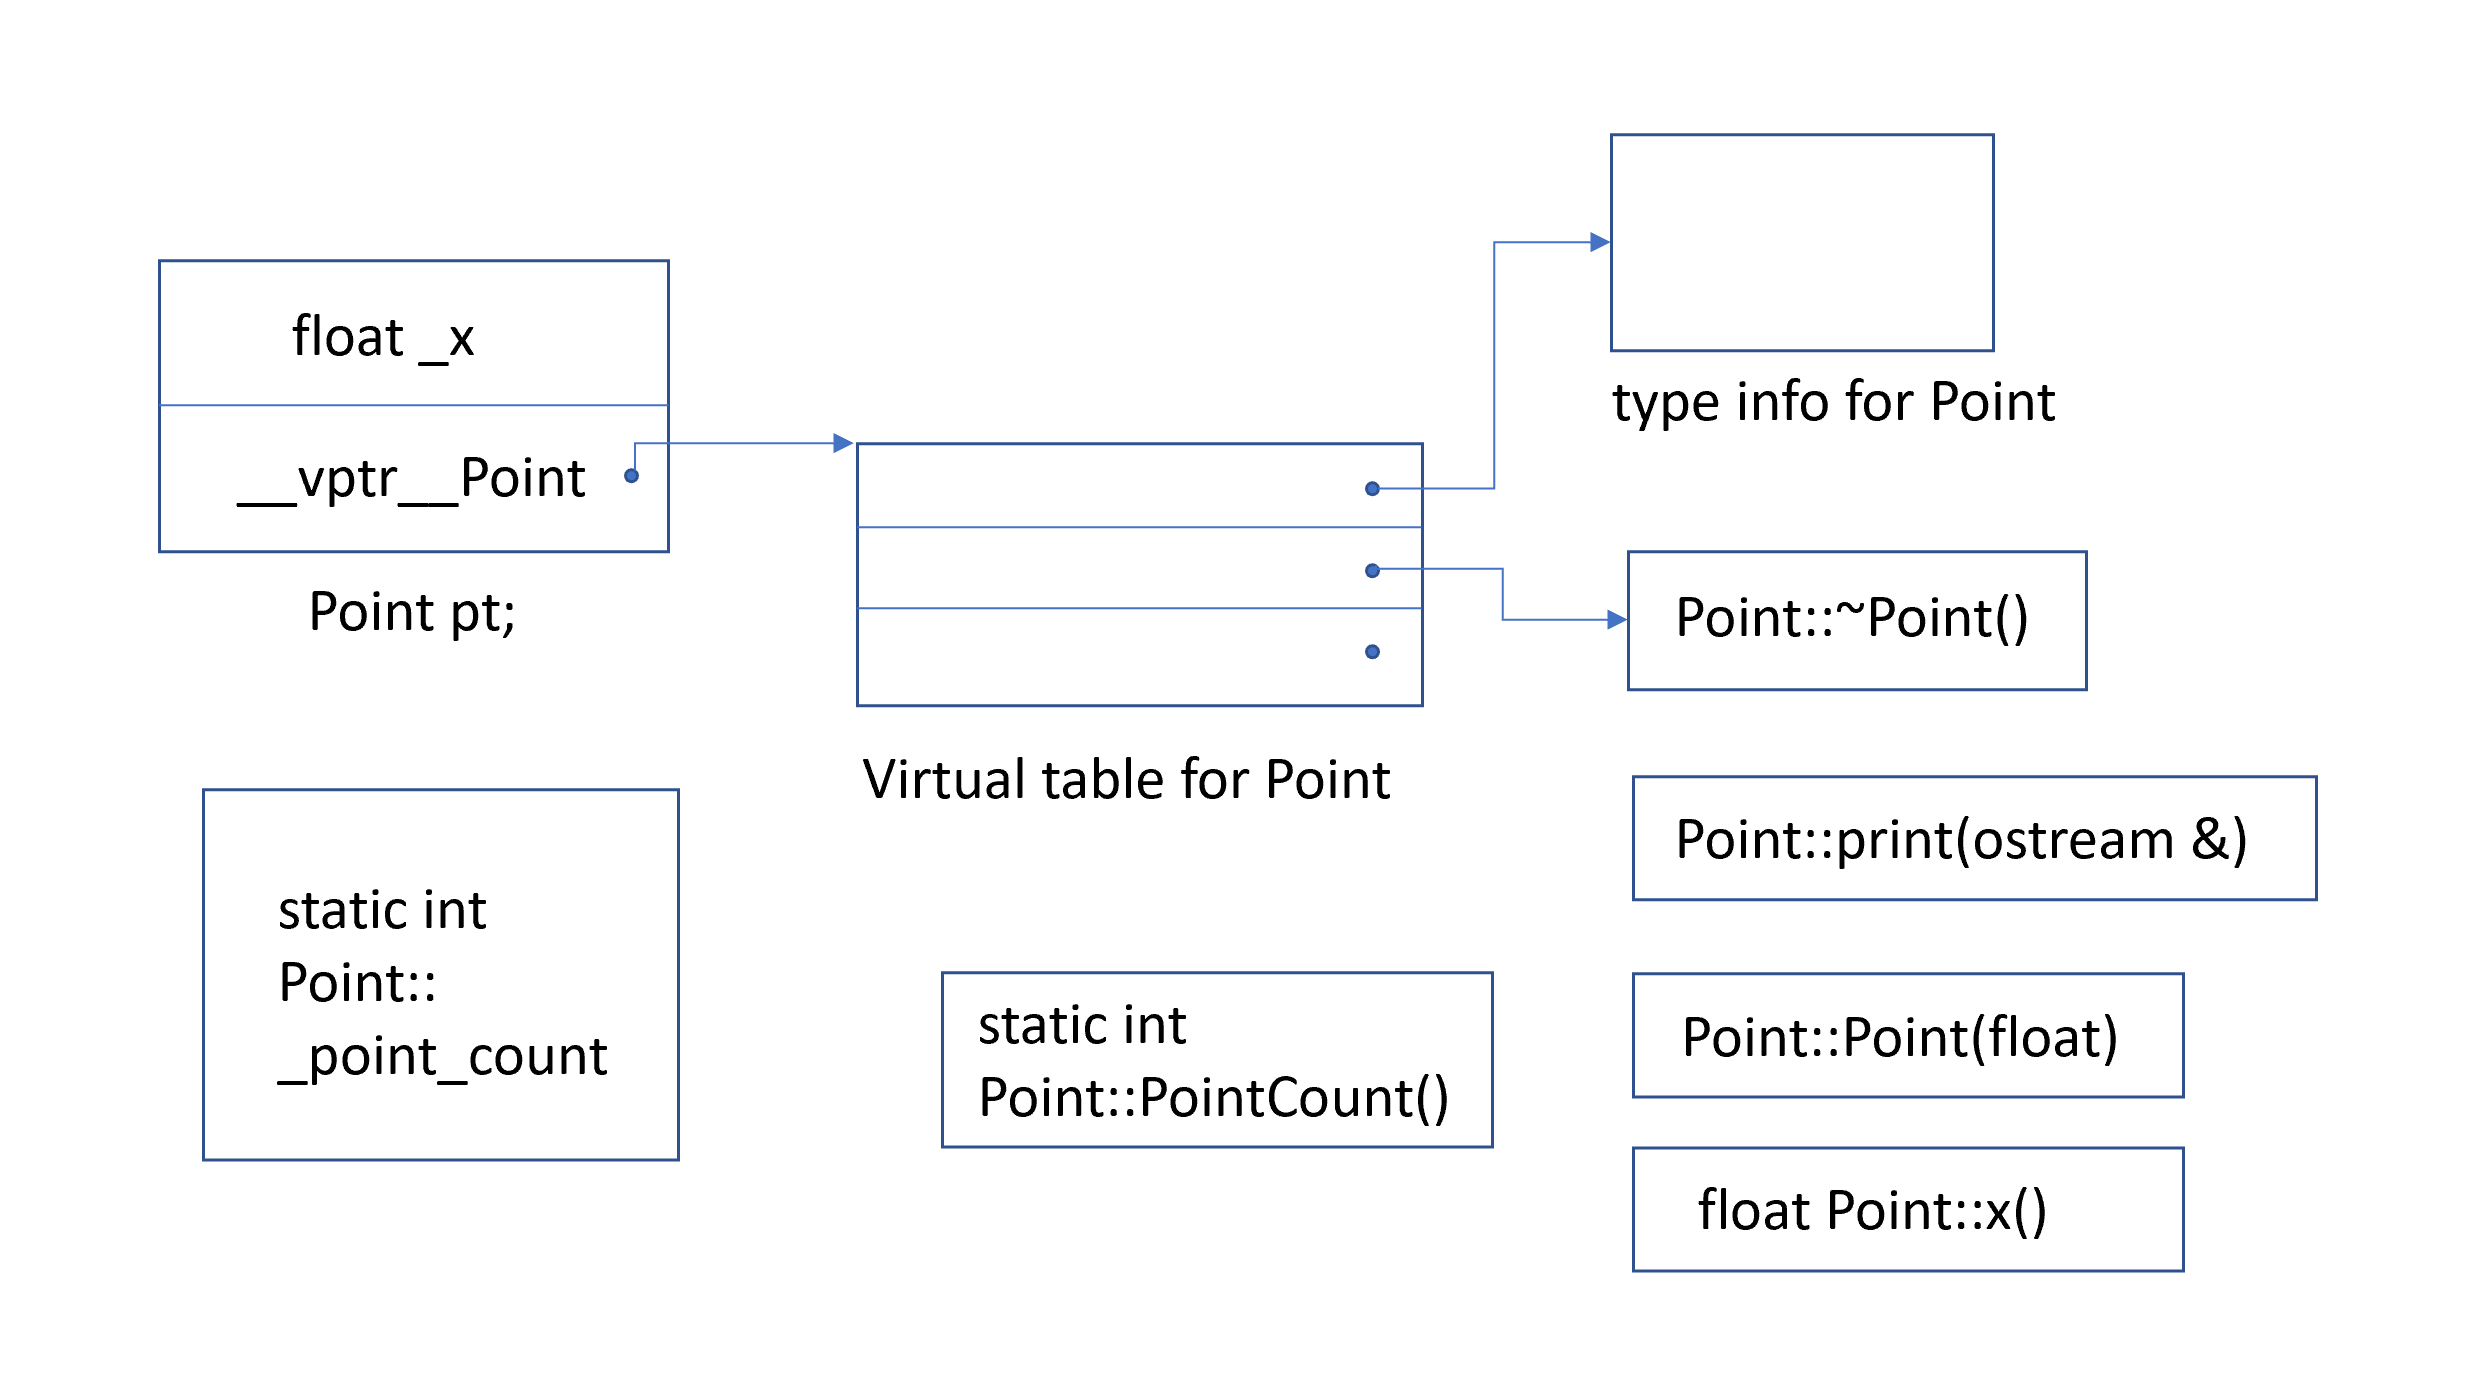 float _x
__vptr__Point
Point pt;
Virtual table for Point
type info for Point
Point::~Point()
Point::print(ostream &)
static int
Point::
_point_count
static int
Point::PointCount()
Point::Point(float)
float Point::x()